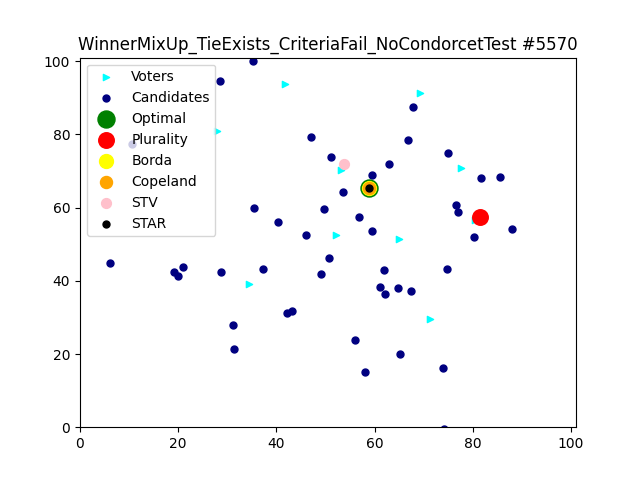 WinnerMixUp_TieExists_CriteriaFail_NoCondorcetTest #5570
100
80
60
40
20
0
Voters
Candidates
Optimal
Plurality
Borda
Copeland
STV
STAR
0 20 40 60 80 100